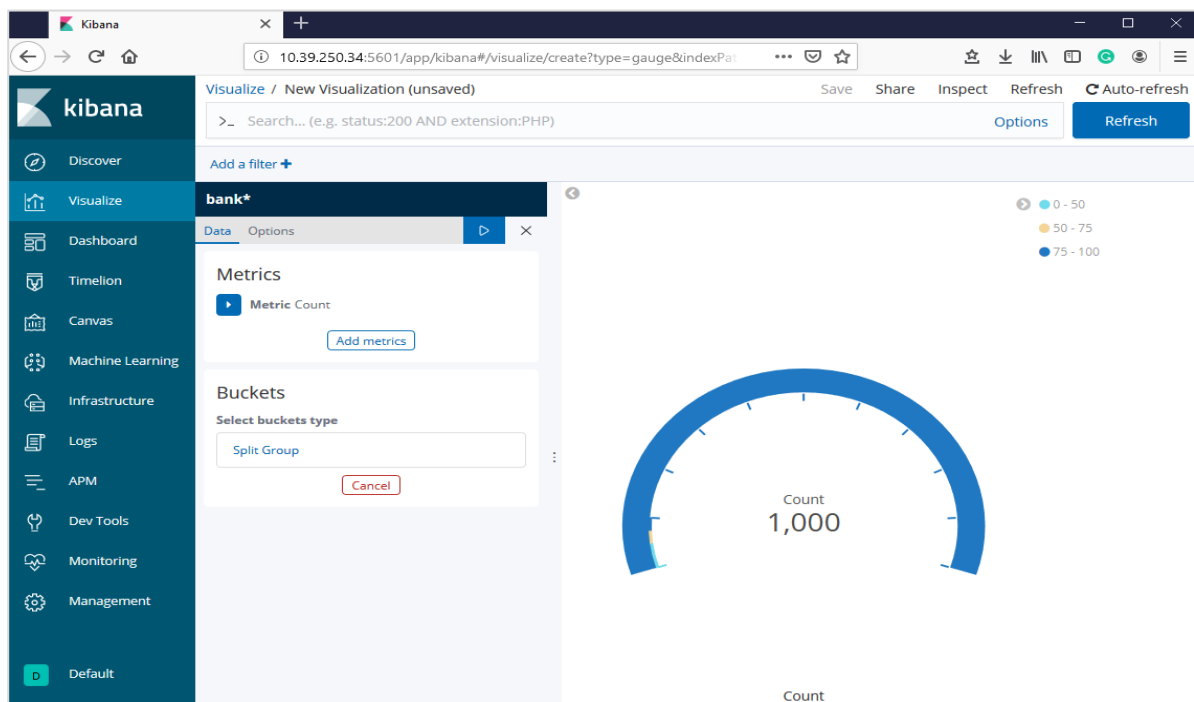 Kibana
10.39.250.34:5601/app/kibana#/visualize/create?type=gauge&indexPat
kibana
Discover
Visualize
Dashboard
Timelion
Canvas
Machine Learning
Infrastructure
Logs
APM
Dev Tools
Monitoring
Management
D Default
Visualize / New Visualization (unsaved)
Save Share Inspect Refresh Auto-refresh
>_ Search... (e.g. status:200 AND extension:PHP) Options Refresh
Add a filter +
bank*
Data Options
Metrics
Metric Count
Add metrics
Buckets
Select buckets type
Split Group
Cancel
0 - 50
50 - 75
75 - 100
Count
1,000
Count